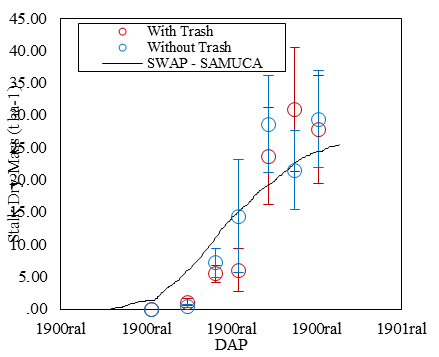 45.00
With Trash
40.00
Without Trash
35.00
SWAP - SAMUCA
30.00
25.00
20.00
15.00
10.00
5.00
.00
Stalk Dry Mass (t ha-1)
1900ral 1900ral 1900ral 1900ral 1901ral
DAP